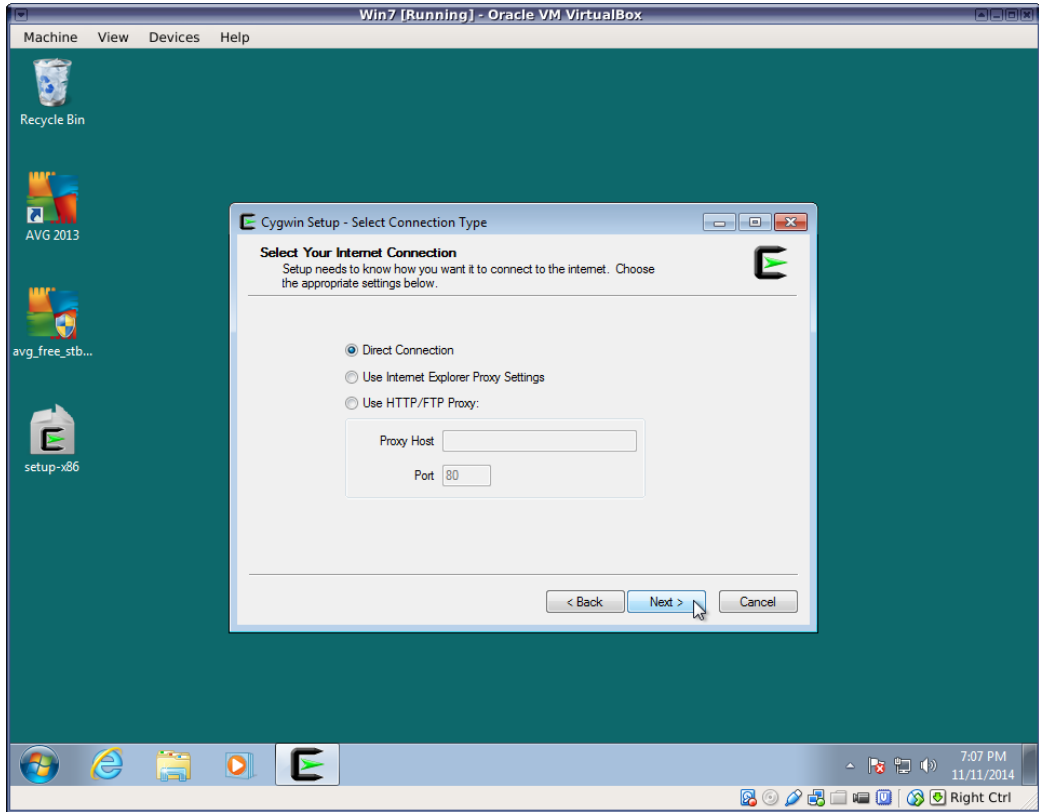 Win7 [Running] - Oracle VM VirtualBox
Machine View Devices Help
Recycle Bin
AVG 2013
avg_free_stb...
setup-x86
Cygwin Setup - Select Connection Type
Select Your Internet Connection
Setup needs to know how you want it to connect to the internet. Choose
the appropriate settings below.
Direct Connection
Use Internet Explorer Proxy Settings
Use HTTP/FTP Proxy:
Proxy Host
Port 80
< Back Next > Cancel
7:07 PM
11/11/2014
Right Ctrl